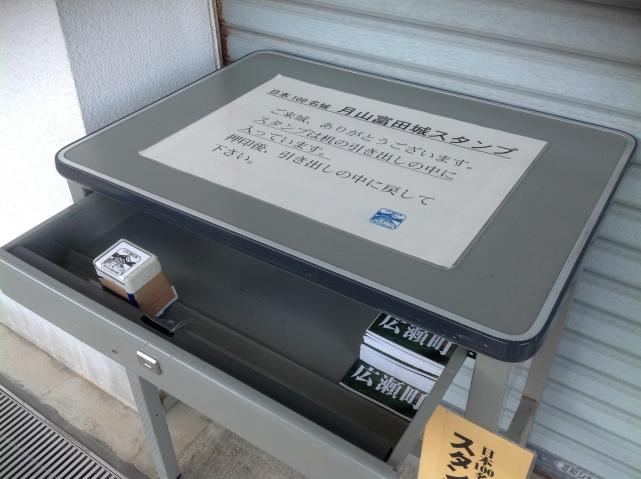 日本100名城 月山富田城スタンプ
ご来城、ありがとうございます。
スタンプは机の引き出しの中に
入っています。
押印後、引き出しの中に戻して
下さい。
広瀬町
広瀬町
日本100名
スタン